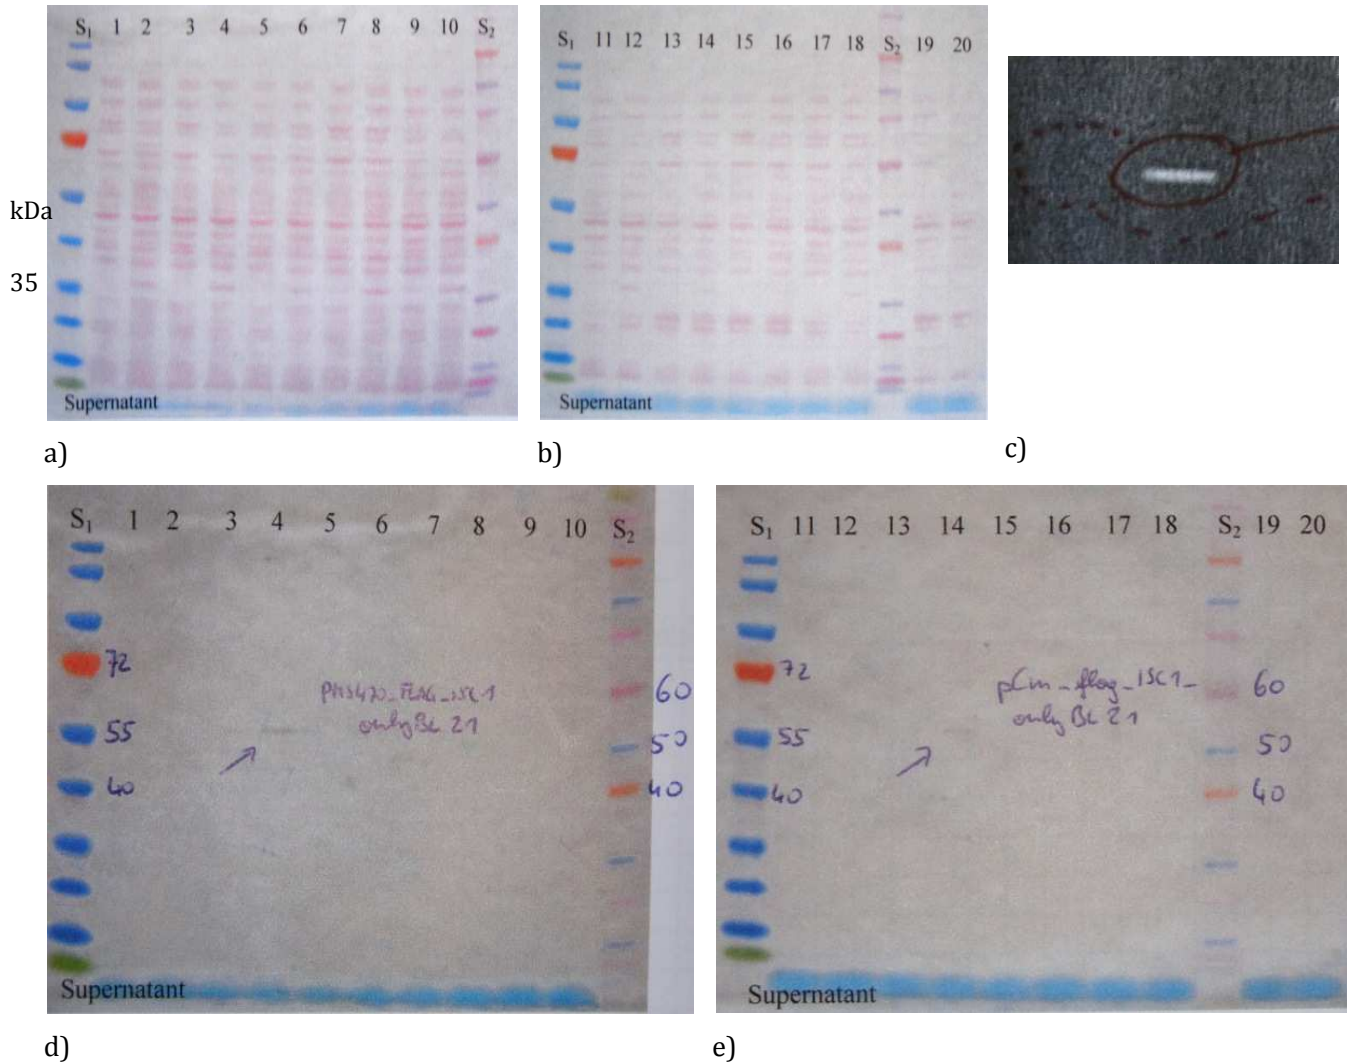 S₁ 1 2 3 4 5 6 7 8 9 10 S₂
kDa
35
Supernatant
a)
S₁ 11 12 13 14 15 16 17 18 S₂ 19 20
Supernatant
b)
c)
S₁ 1 2 3 4 5 6 7 8 9 10 S₂
72
55
40
only BL 21
60
50
40
Supernatant
d)
S₁ 11 12 13 14 15 16 17 18 S₂ 19 20
72
55
40
only BL 21
60
50
40
Supernatant
e)